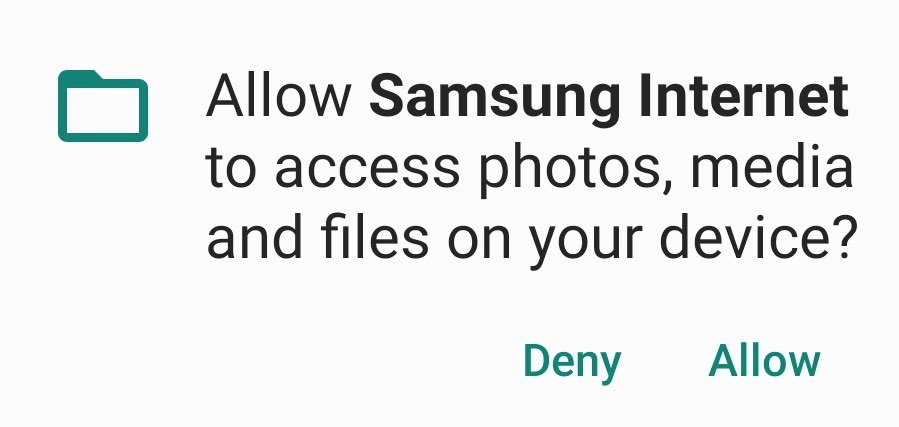 Allow Samsung Internet
to access photos, media
and files on your device?
Deny Allow